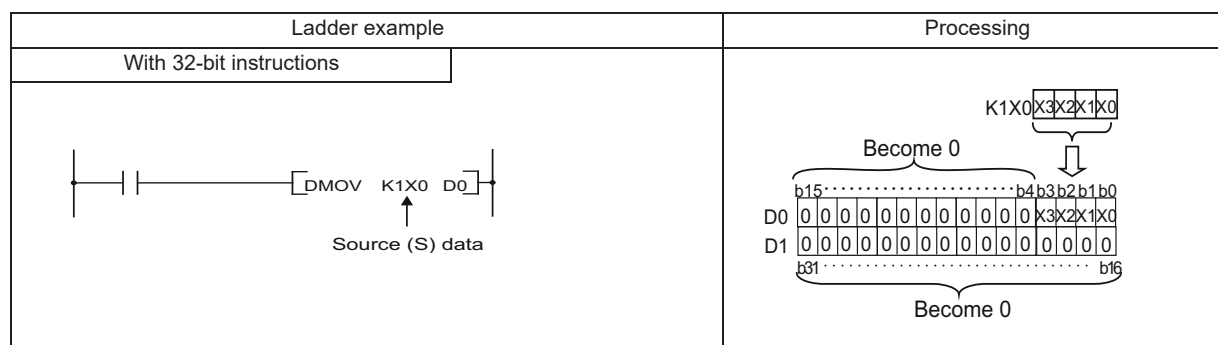 Ladder example
Processing
With 32-bit instructions
DMOV K1X0 D0
Source (S) data
K1X0 X3 X2 X1 X0
Become 0
b15 b4 b3 b2 b1 b0
D0 0 0 0 0 0 0 0 0 0 0 0 0 X3 X2 X1 X0
D1 0 0 0 0 0 0 0 0 0 0 0 0 0 0 0 0
b31 b16
Become 0